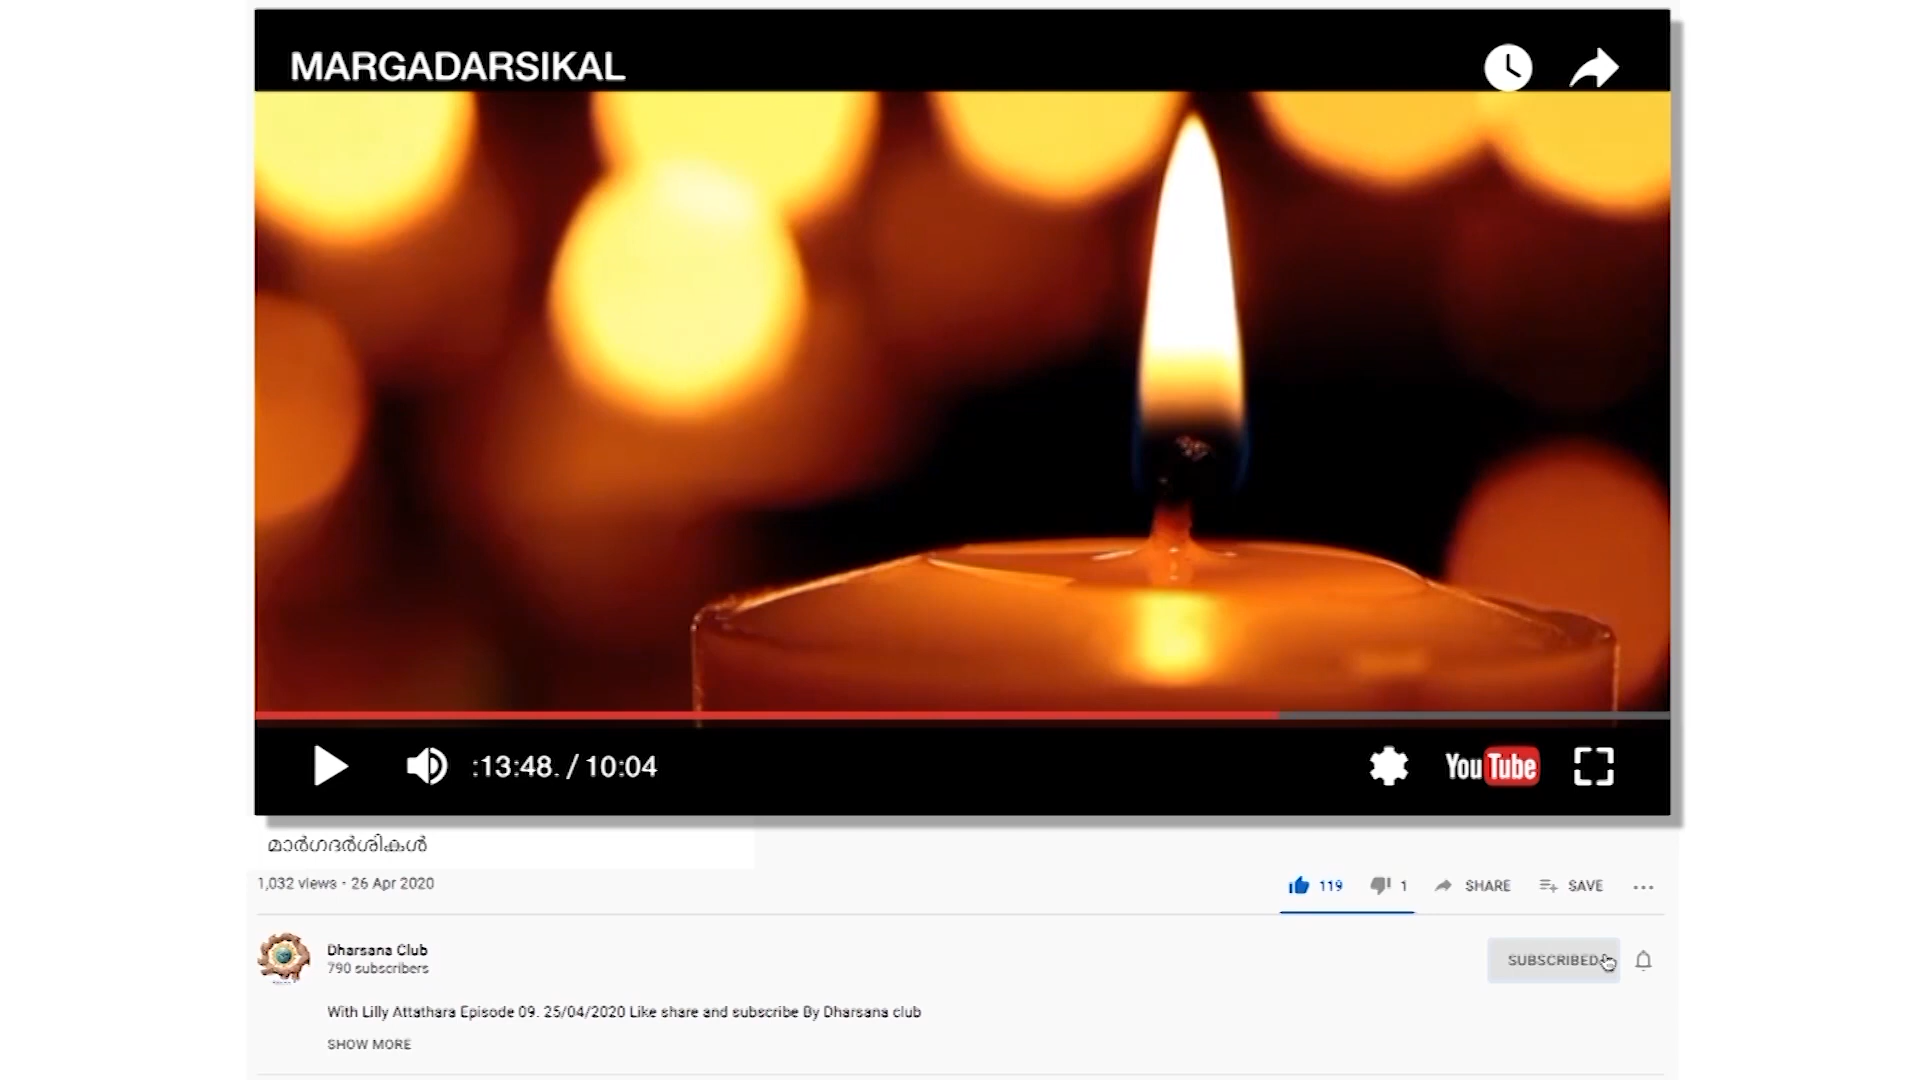 MARGADARSIKAL
:13:48. / 10:04
YouTube
മാർഗദർശികൾ
1,032 views • 26 Apr 2020
119
1
SHARE
SAVE
Dharsana Club
790 subscribers
SUBSCRIBED
With Lilly Attathara Episode 09. 25/04/2020 Like share and subscribe By Dharsana club
SHOW MORE